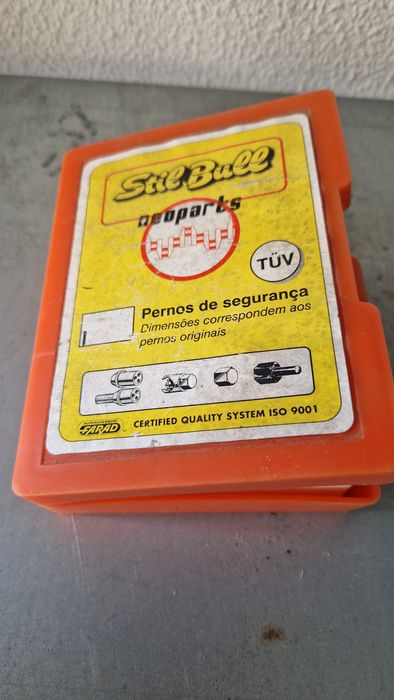 Stil Bull
neoparts
TÜV
Pernos de segurança
Dimensões correspondem aos
pernos originais
FARAD
CERTIFIED QUALITY SYSTEM ISO 9001